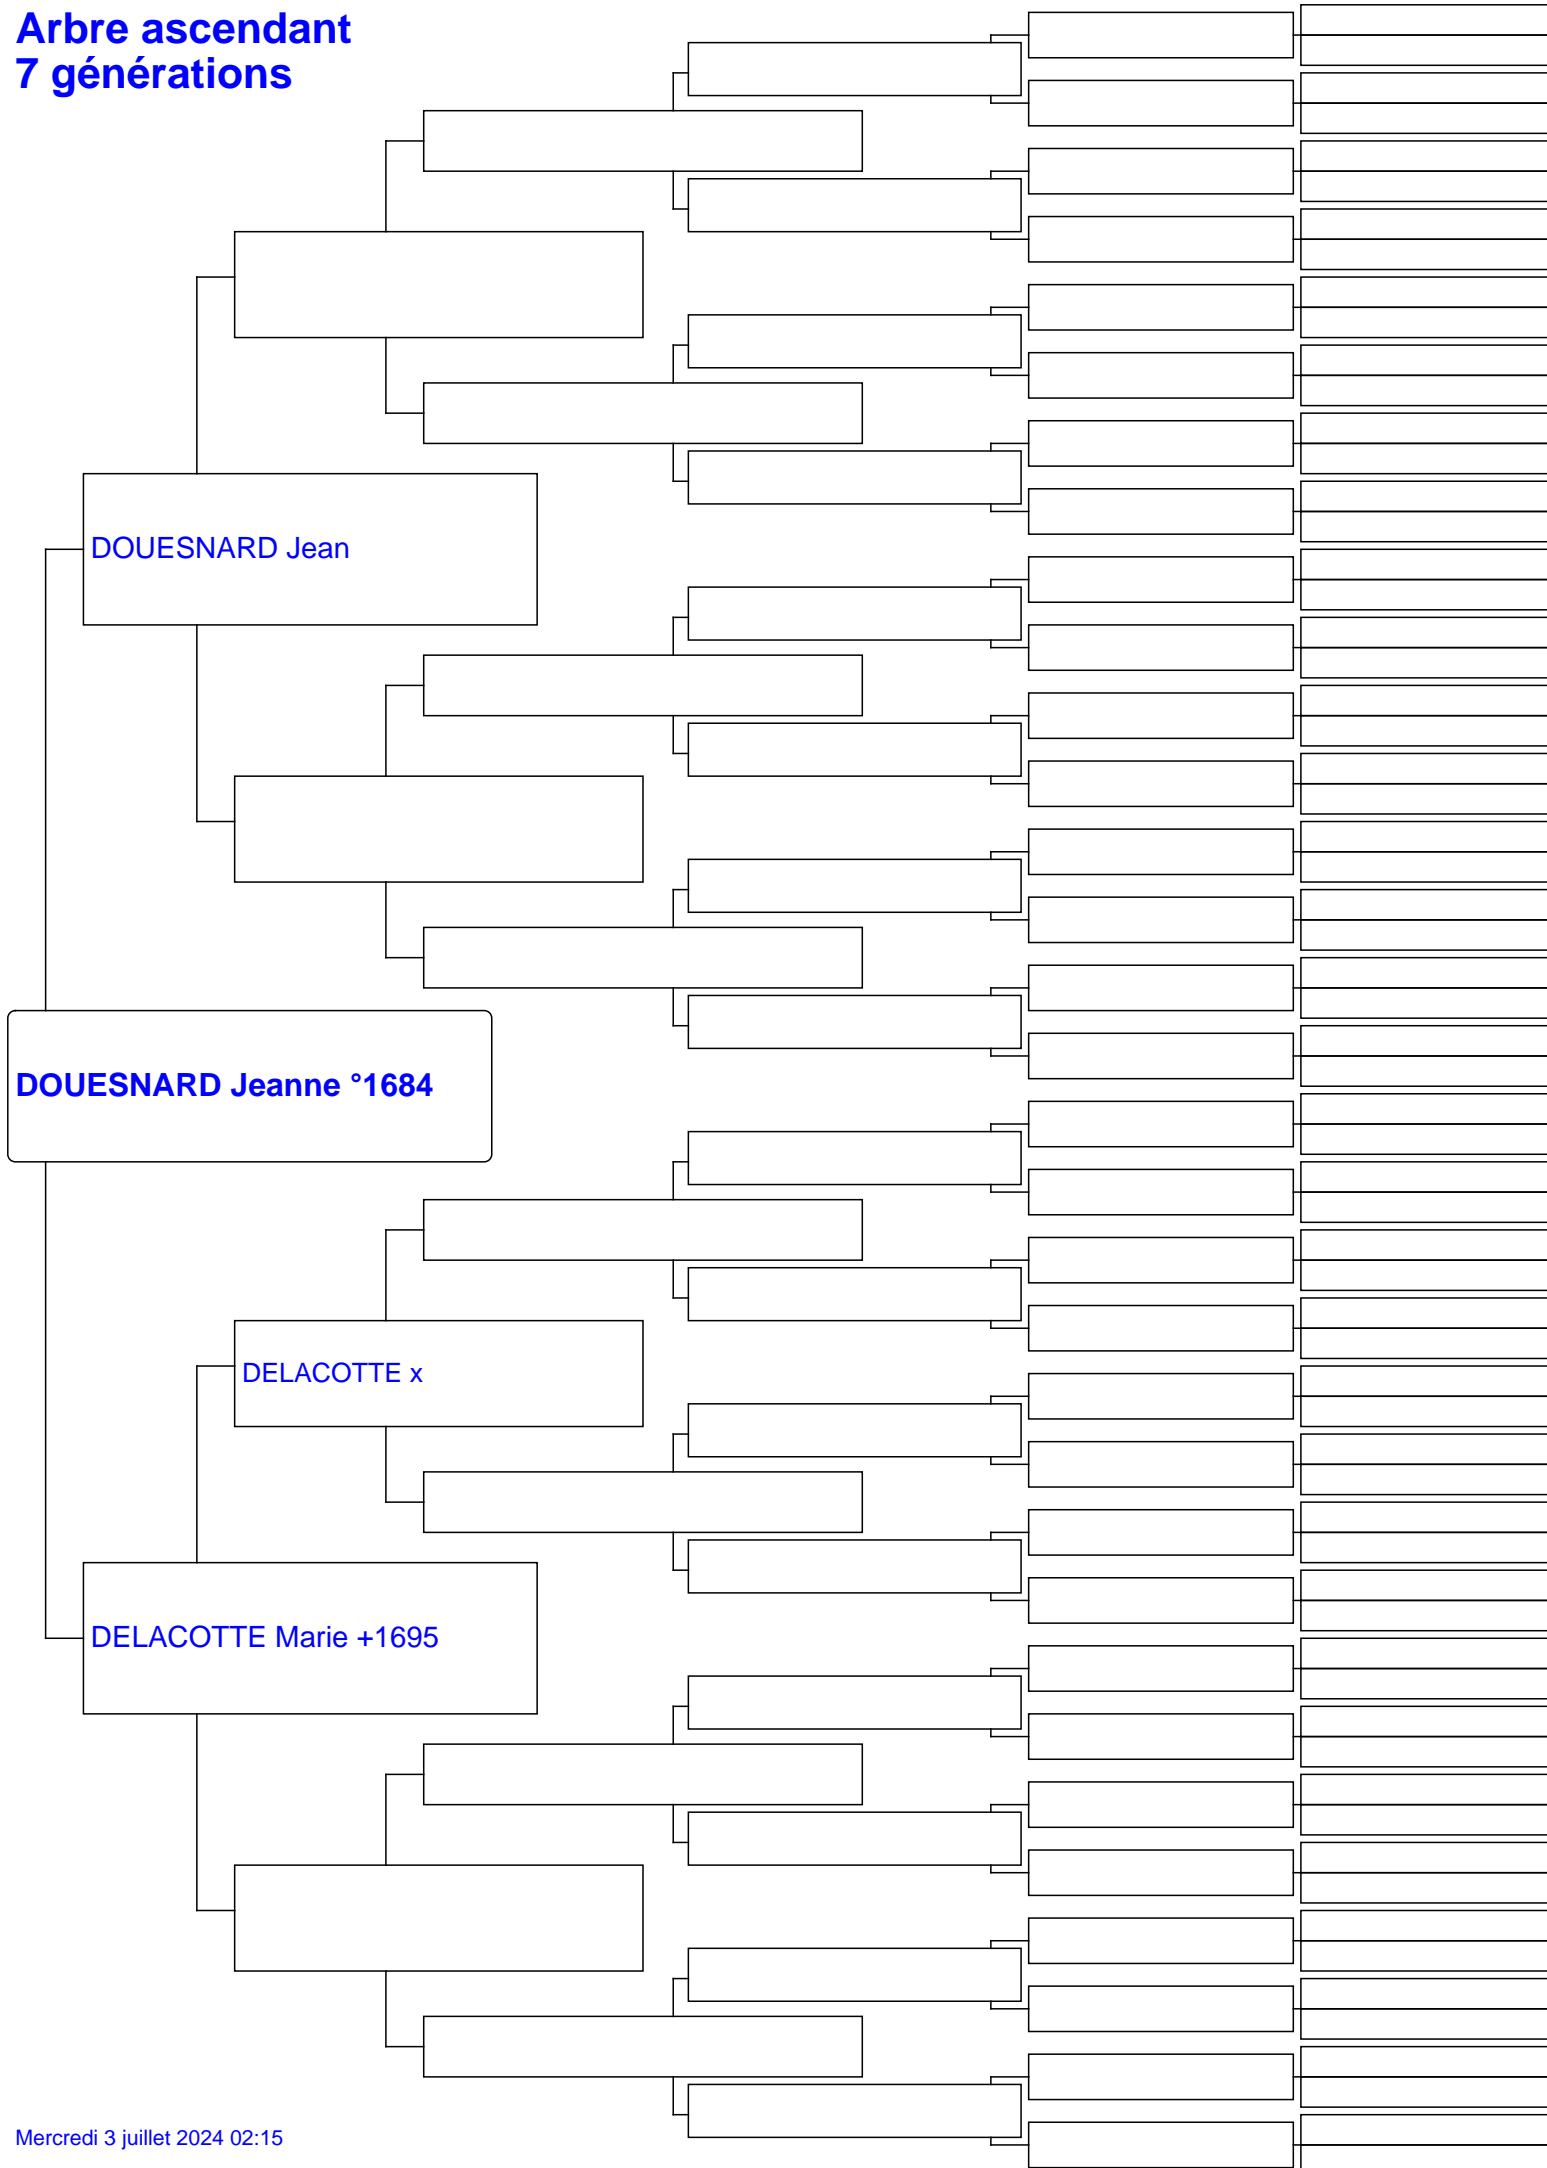 Arbre ascendant
7 générations
DOUESNARD Jean
DOUESNARD Jeanne °1684
DELACOTTE x
DELACOTTE Marie +1695
Mercredi 3 juillet 2024 02:15